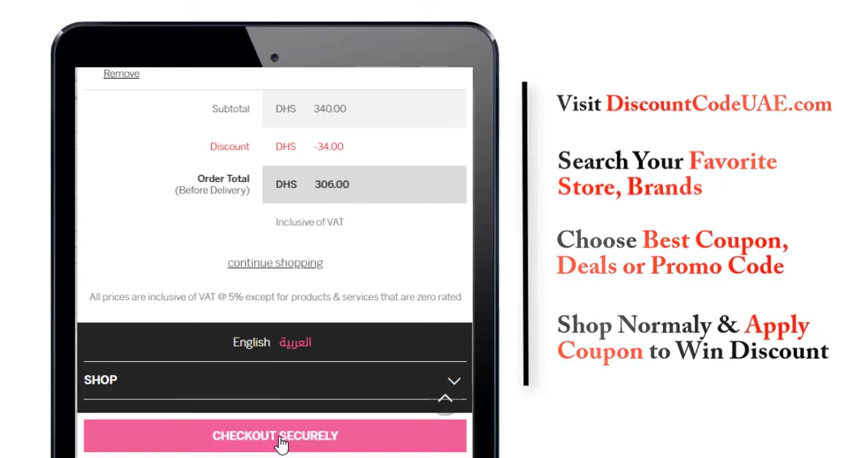 Remove
Subtotal DHS 340.00
Discount DHS -34.00
Order Total DHS 306.00
(Before Delivery)
Inclusive of VAT
continue shopping
All prices are inclusive of VAT @ 5% except for products & services that are zero rated
English العربية
SHOP
CHECKOUT SECURELY
Visit DiscountCodeUAE.com
Search Your Favorite
Store, Brands
Choose Best Coupon,
Deals or Promo Code
Shop Normaly & Apply
Coupon to Win Discount